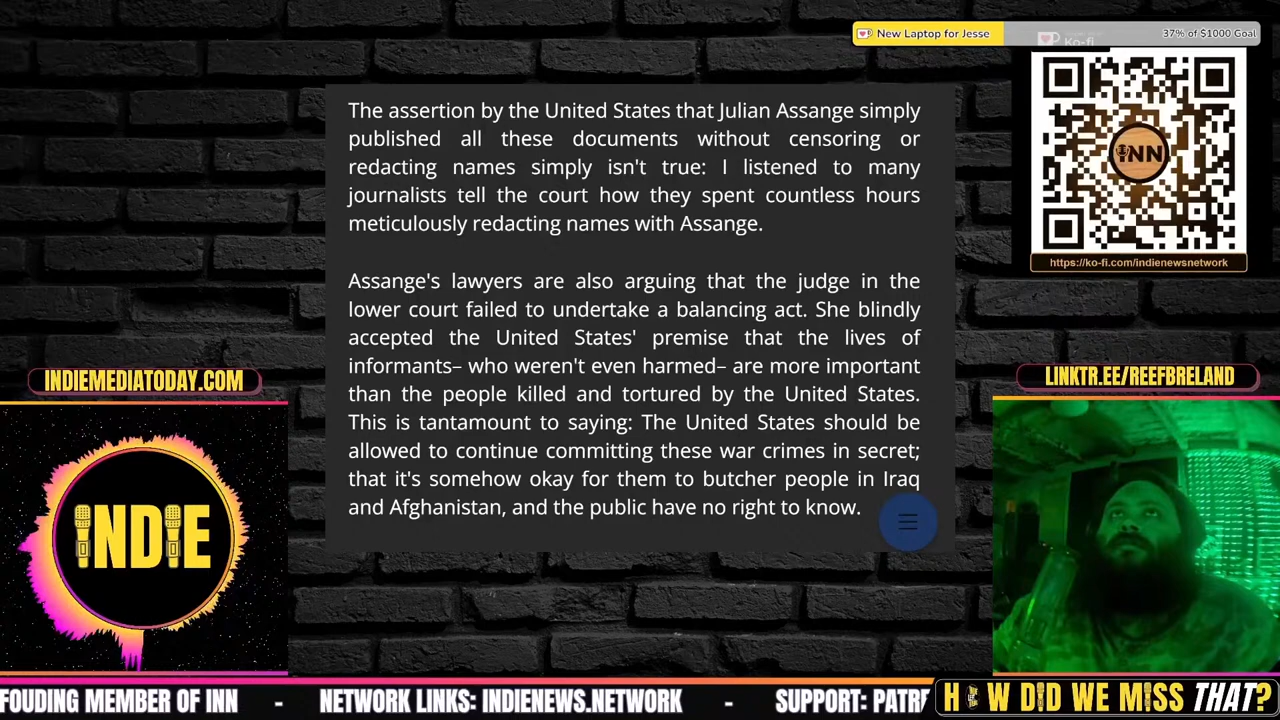 New Laptop for Jesse
37% of $1000 Goal
Ko-fi
INN
https://ko-fi.com/indienewsnetwork
The assertion by the United States that Julian Assange simply
published all these documents without censoring or
redacting names simply isn't true: I listened to many
journalists tell the court how they spent countless hours
meticulously redacting names with Assange.
Assange's lawyers are also arguing that the judge in the
lower court failed to undertake a balancing act. She blindly
accepted the United States' premise that the lives of
informants– who weren't even harmed– are more important
than the people killed and tortured by the United States.
This is tantamount to saying: The United States should be
allowed to continue committing these war crimes in secret;
that it's somehow okay for them to butcher people in Iraq
and Afghanistan, and the public have no right to know.
INDIEMEDIATODAY.COM
LINKTR.EE/REEFBRELAND
INDIE
FOUDING MEMBER OF INN - NETWORK LINKS: INDIENEWS.NETWORK - SUPPORT: PATR
HOW DID WE MISS THAT?